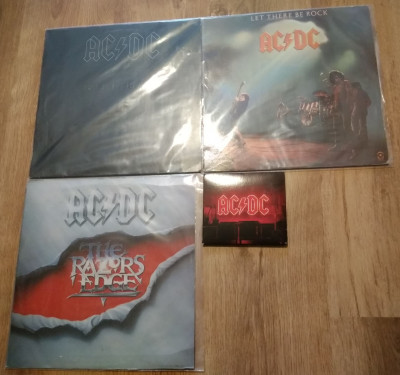 AC/DC
LET THERE BE ROCK
AC/DC
AC/DC
THE
RAZORS
EDGE
AC/DC